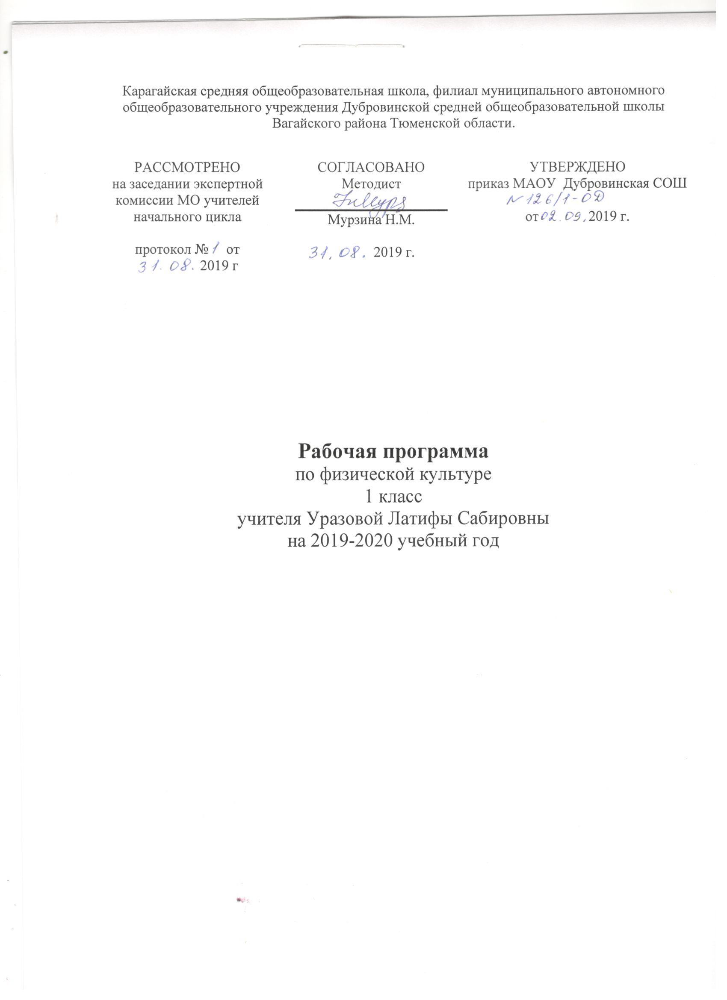 Карагайская средняя общеобразовательная школа, филиал муниципального автономного
общеобразовательного учреждения Дубровинской средней общеобразовательной школы
Вагайского района Тюменской области.
РАССМОТРЕНО
на заседании экспертной
комиссии МО учителей
начального цикла
протокол № 1 от
31. 08. 2019 г
СОГЛАСОВАНО
Методист
Мурзина Н.М.
31. 08. 2019 г.
УТВЕРЖДЕНО
приказ МАОУ Дубровинская СОШ
N 126/1-ОД
от 02. 09. 2019 г.
Рабочая программа
по физической культуре
1 класс
учителя Уразовой Латифы Сабировны
на 2019-2020 учебный год